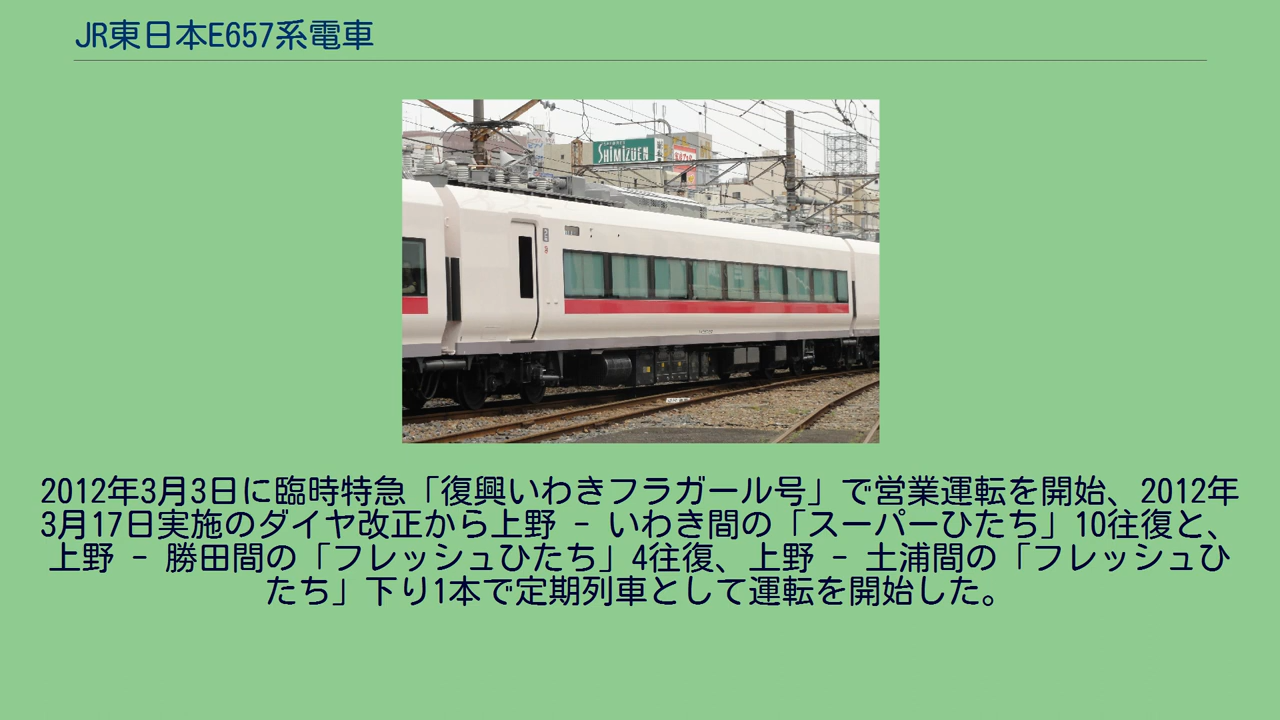 JR東日本E657系電車
SHIMIZUEN
2012年3月3日に臨時特急「復興いわきフラガール号」で営業運転を開始、2012年
3月17日実施のダイヤ改正から上野 － いわき間の「スーパーひたち」10往復と、
上野 － 勝田間の「フレッシュひたち」4往復、上野 － 土浦間の「フレッシュひ
たち」下り1本で定期列車として運転を開始した。